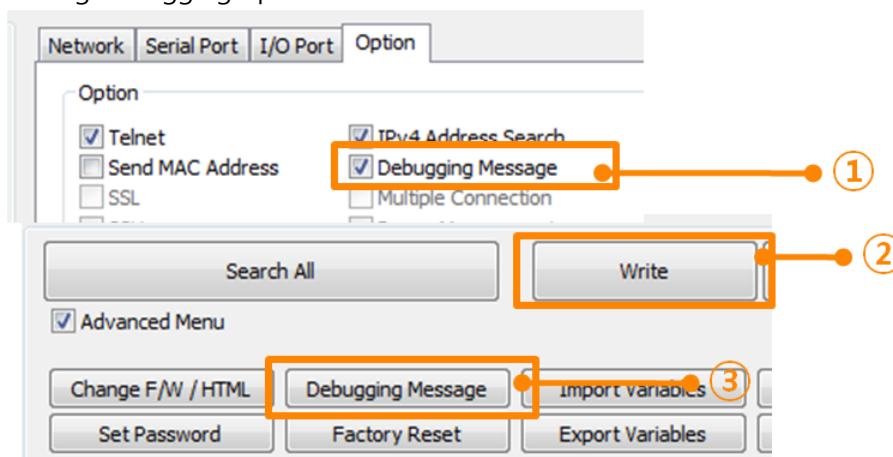 Network Serial Port I/O Port Option
Option
Telnet IPv4 Address Search
Send MAC Address Debugging Message ①
SSL Multiple Connection
Search All Write ②
Advanced Menu
Change F/W / HTML Debugging Message Import Variables ③
Set Password Factory Reset Export Variables